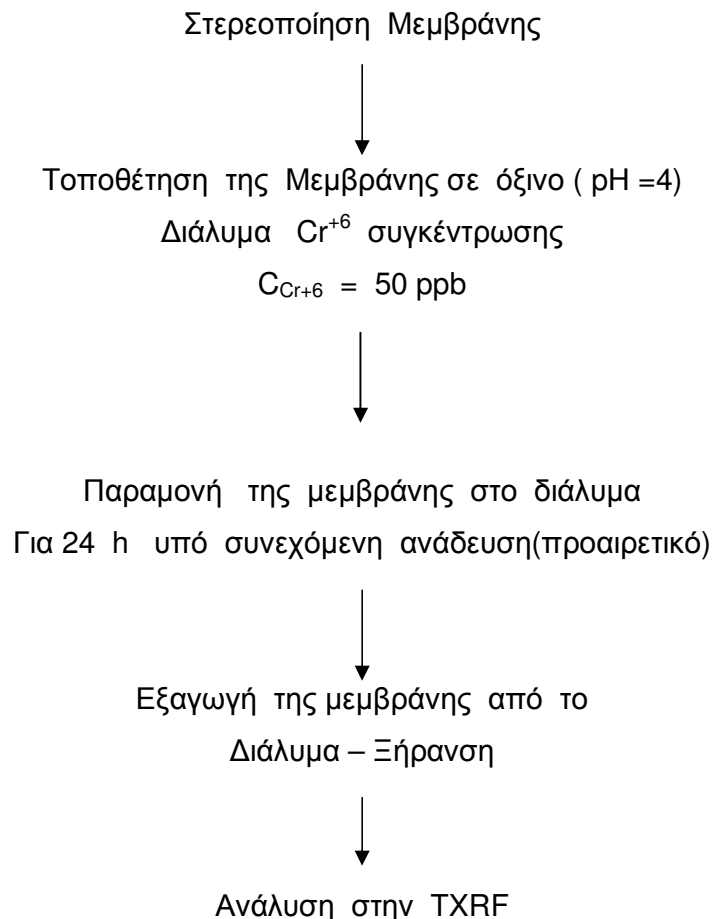 Στερεοποίηση Μεμβράνης
Τοποθέτηση της Μεμβράνης σε όξινο ( pH =4)
Διάλυμα Cr+6 συγκέντρωσης
CCr+6 = 50 ppb
Παραμονή της μεμβράνης στο διάλυμα
Για 24 h υπό συνεχόμενη ανάδευση(προαιρετικό)
Εξαγωγή της μεμβράνης από το
Διάλυμα – Ξήρανση
Ανάλυση στην TXRF